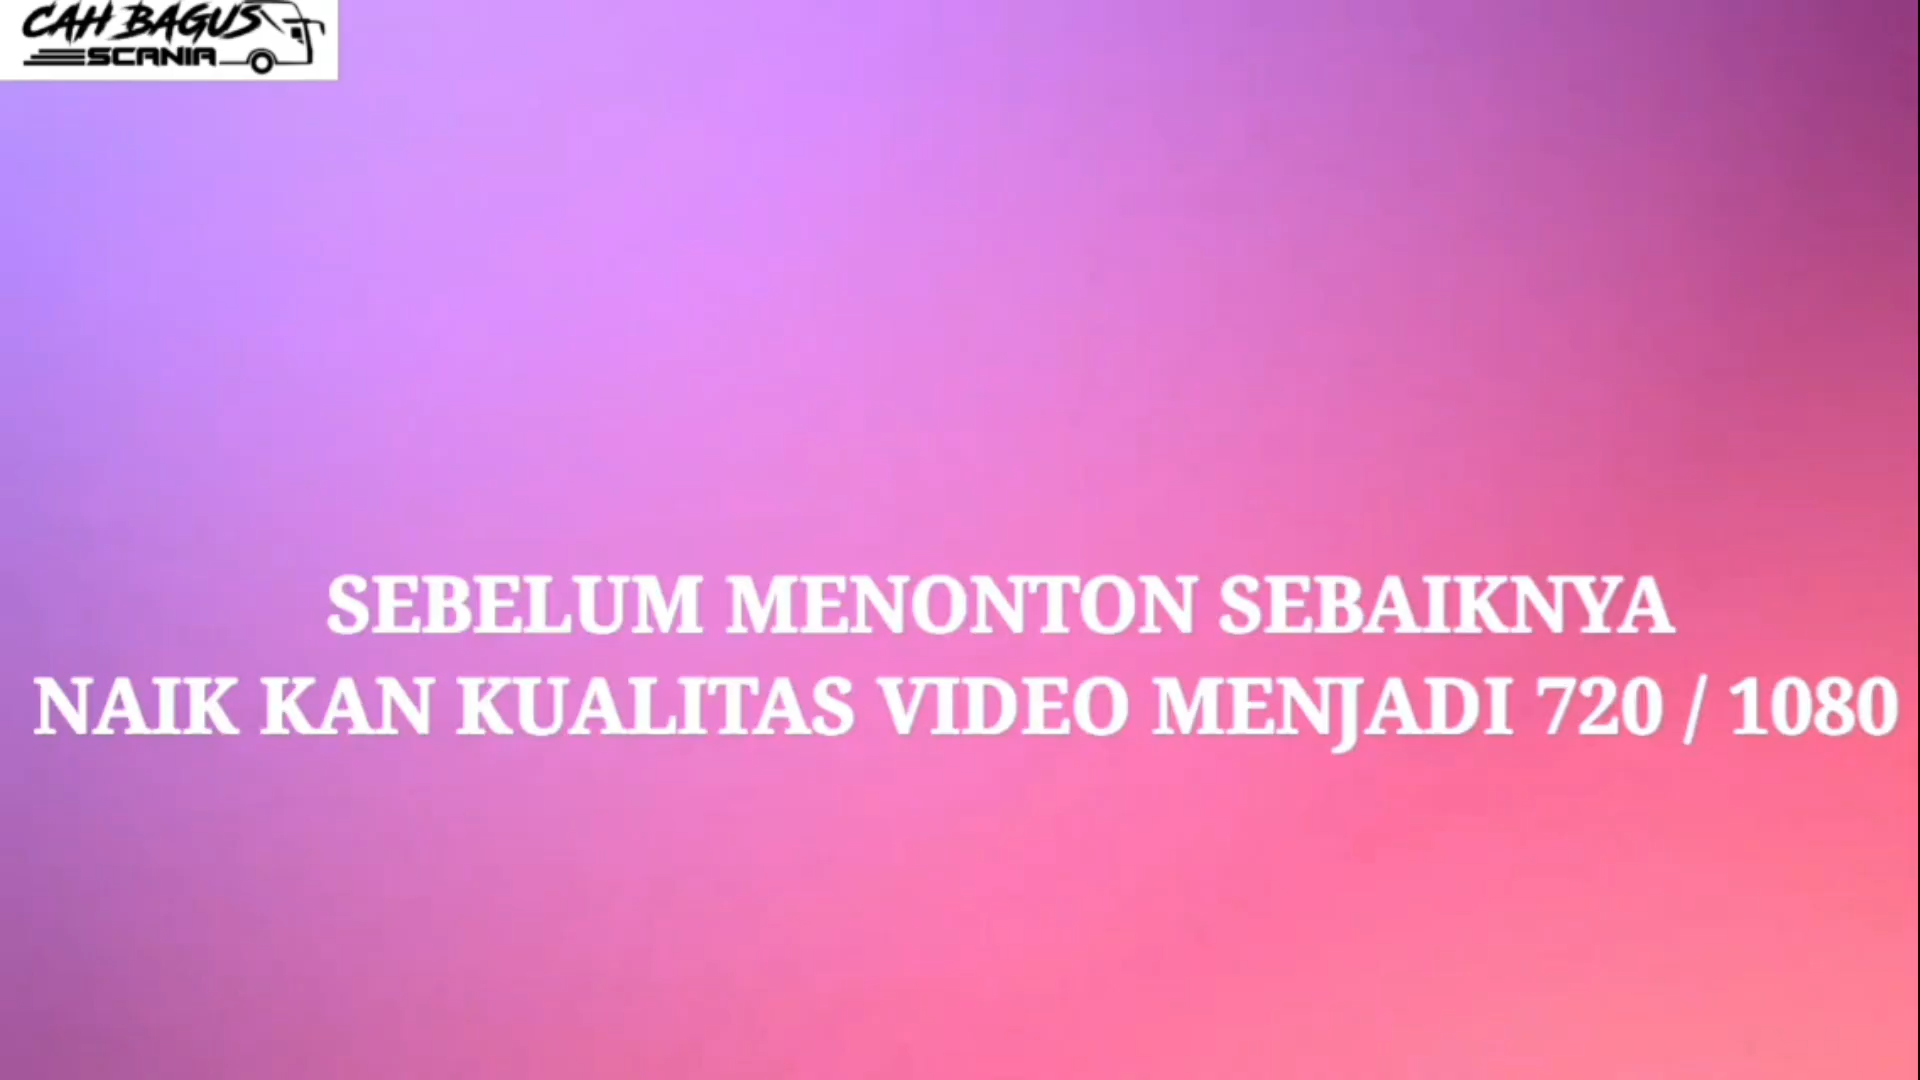 CAH BAGUS
SCANIA
SEBELUM MENONTON SEBAIKNYA
NAIK KAN KUALITAS VIDEO MENJADI 720 / 1080